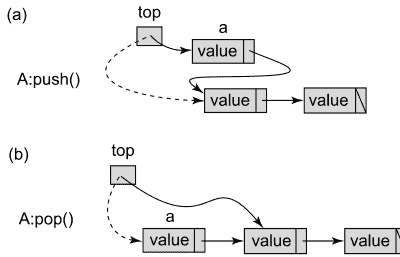 (a)
top
a
value
A:push()
value value
(b)
top
A:pop()
a
value value value